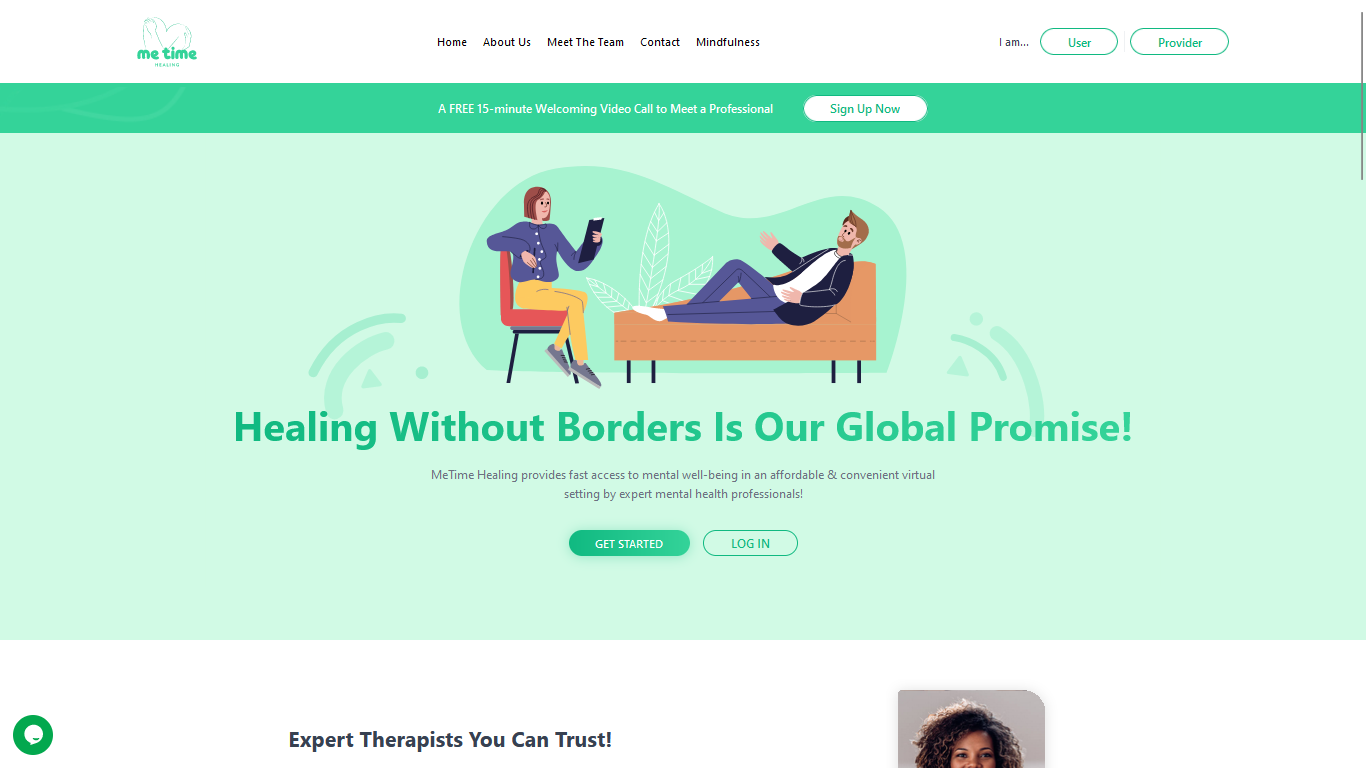 me time
HEALING
Home
About Us
Meet The Team
Contact
Mindfulness
I am...
User
Provider
A FREE 15-minute Welcoming Video Call to Meet a Professional
Sign Up Now
Healing Without Borders Is Our Global Promise!
MeTime Healing provides fast access to mental well-being in an affordable & convenient virtual
setting by expert mental health professionals!
GET STARTED
LOG IN
Expert Therapists You Can Trust!